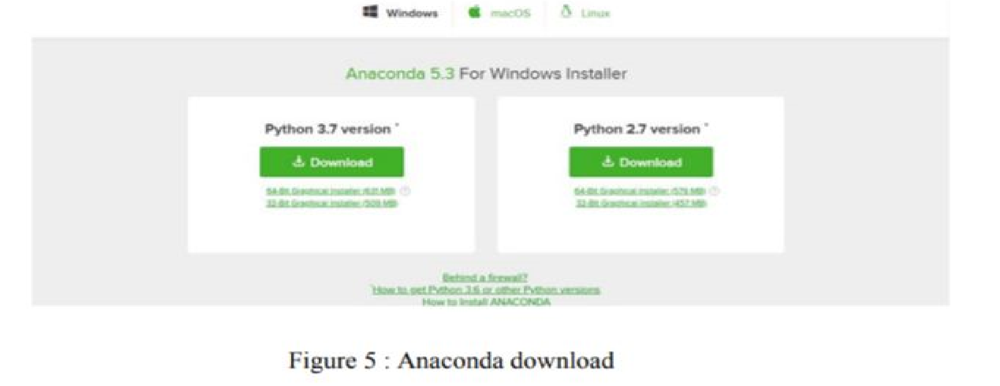 Windows macOS Linux
Anaconda 5.3 For Windows Installer
Python 3.7 version *
Download
64-Bit Graphical Installer (631 MB) ?
32-Bit Graphical Installer (509 MB)
Python 2.7 version *
Download
64-Bit Graphical Installer (579 MB) ?
32-Bit Graphical Installer (457 MB)
Behind a firewall?
*How to get Python 3.6 or other Python versions
How to Install ANACONDA
Figure 5 : Anaconda download